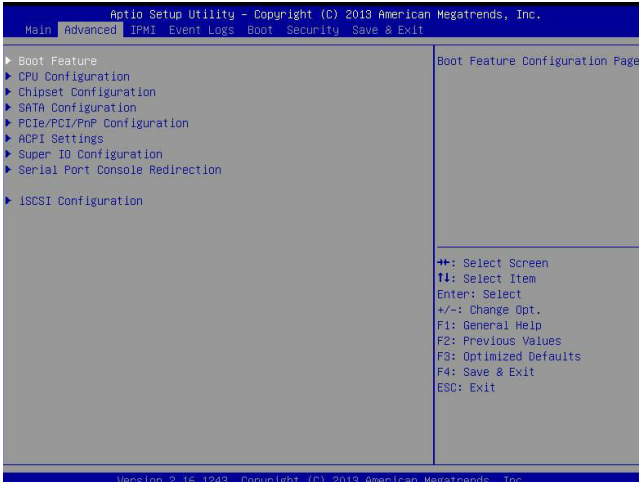 Aptio Setup Utility – Copyright (C) 2013 American Megatrends, Inc.
Main Advanced IPMI Event Logs Boot Security Save & Exit
▶ Boot Feature
▶ CPU Configuration
▶ Chipset Configuration
▶ SATA Configuration
▶ PCIe/PCI/PnP Configuration
▶ ACPI Settings
▶ Super IO Configuration
▶ Serial Port Console Redirection
▶ iSCSI Configuration
Boot Feature Configuration Page
→←: Select Screen
↑↓: Select Item
Enter: Select
+/-: Change Opt.
F1: General Help
F2: Previous Values
F3: Optimized Defaults
F4: Save & Exit
ESC: Exit
Version 2.16.1243. Copyright (C) 2013 American Megatrends, Inc.